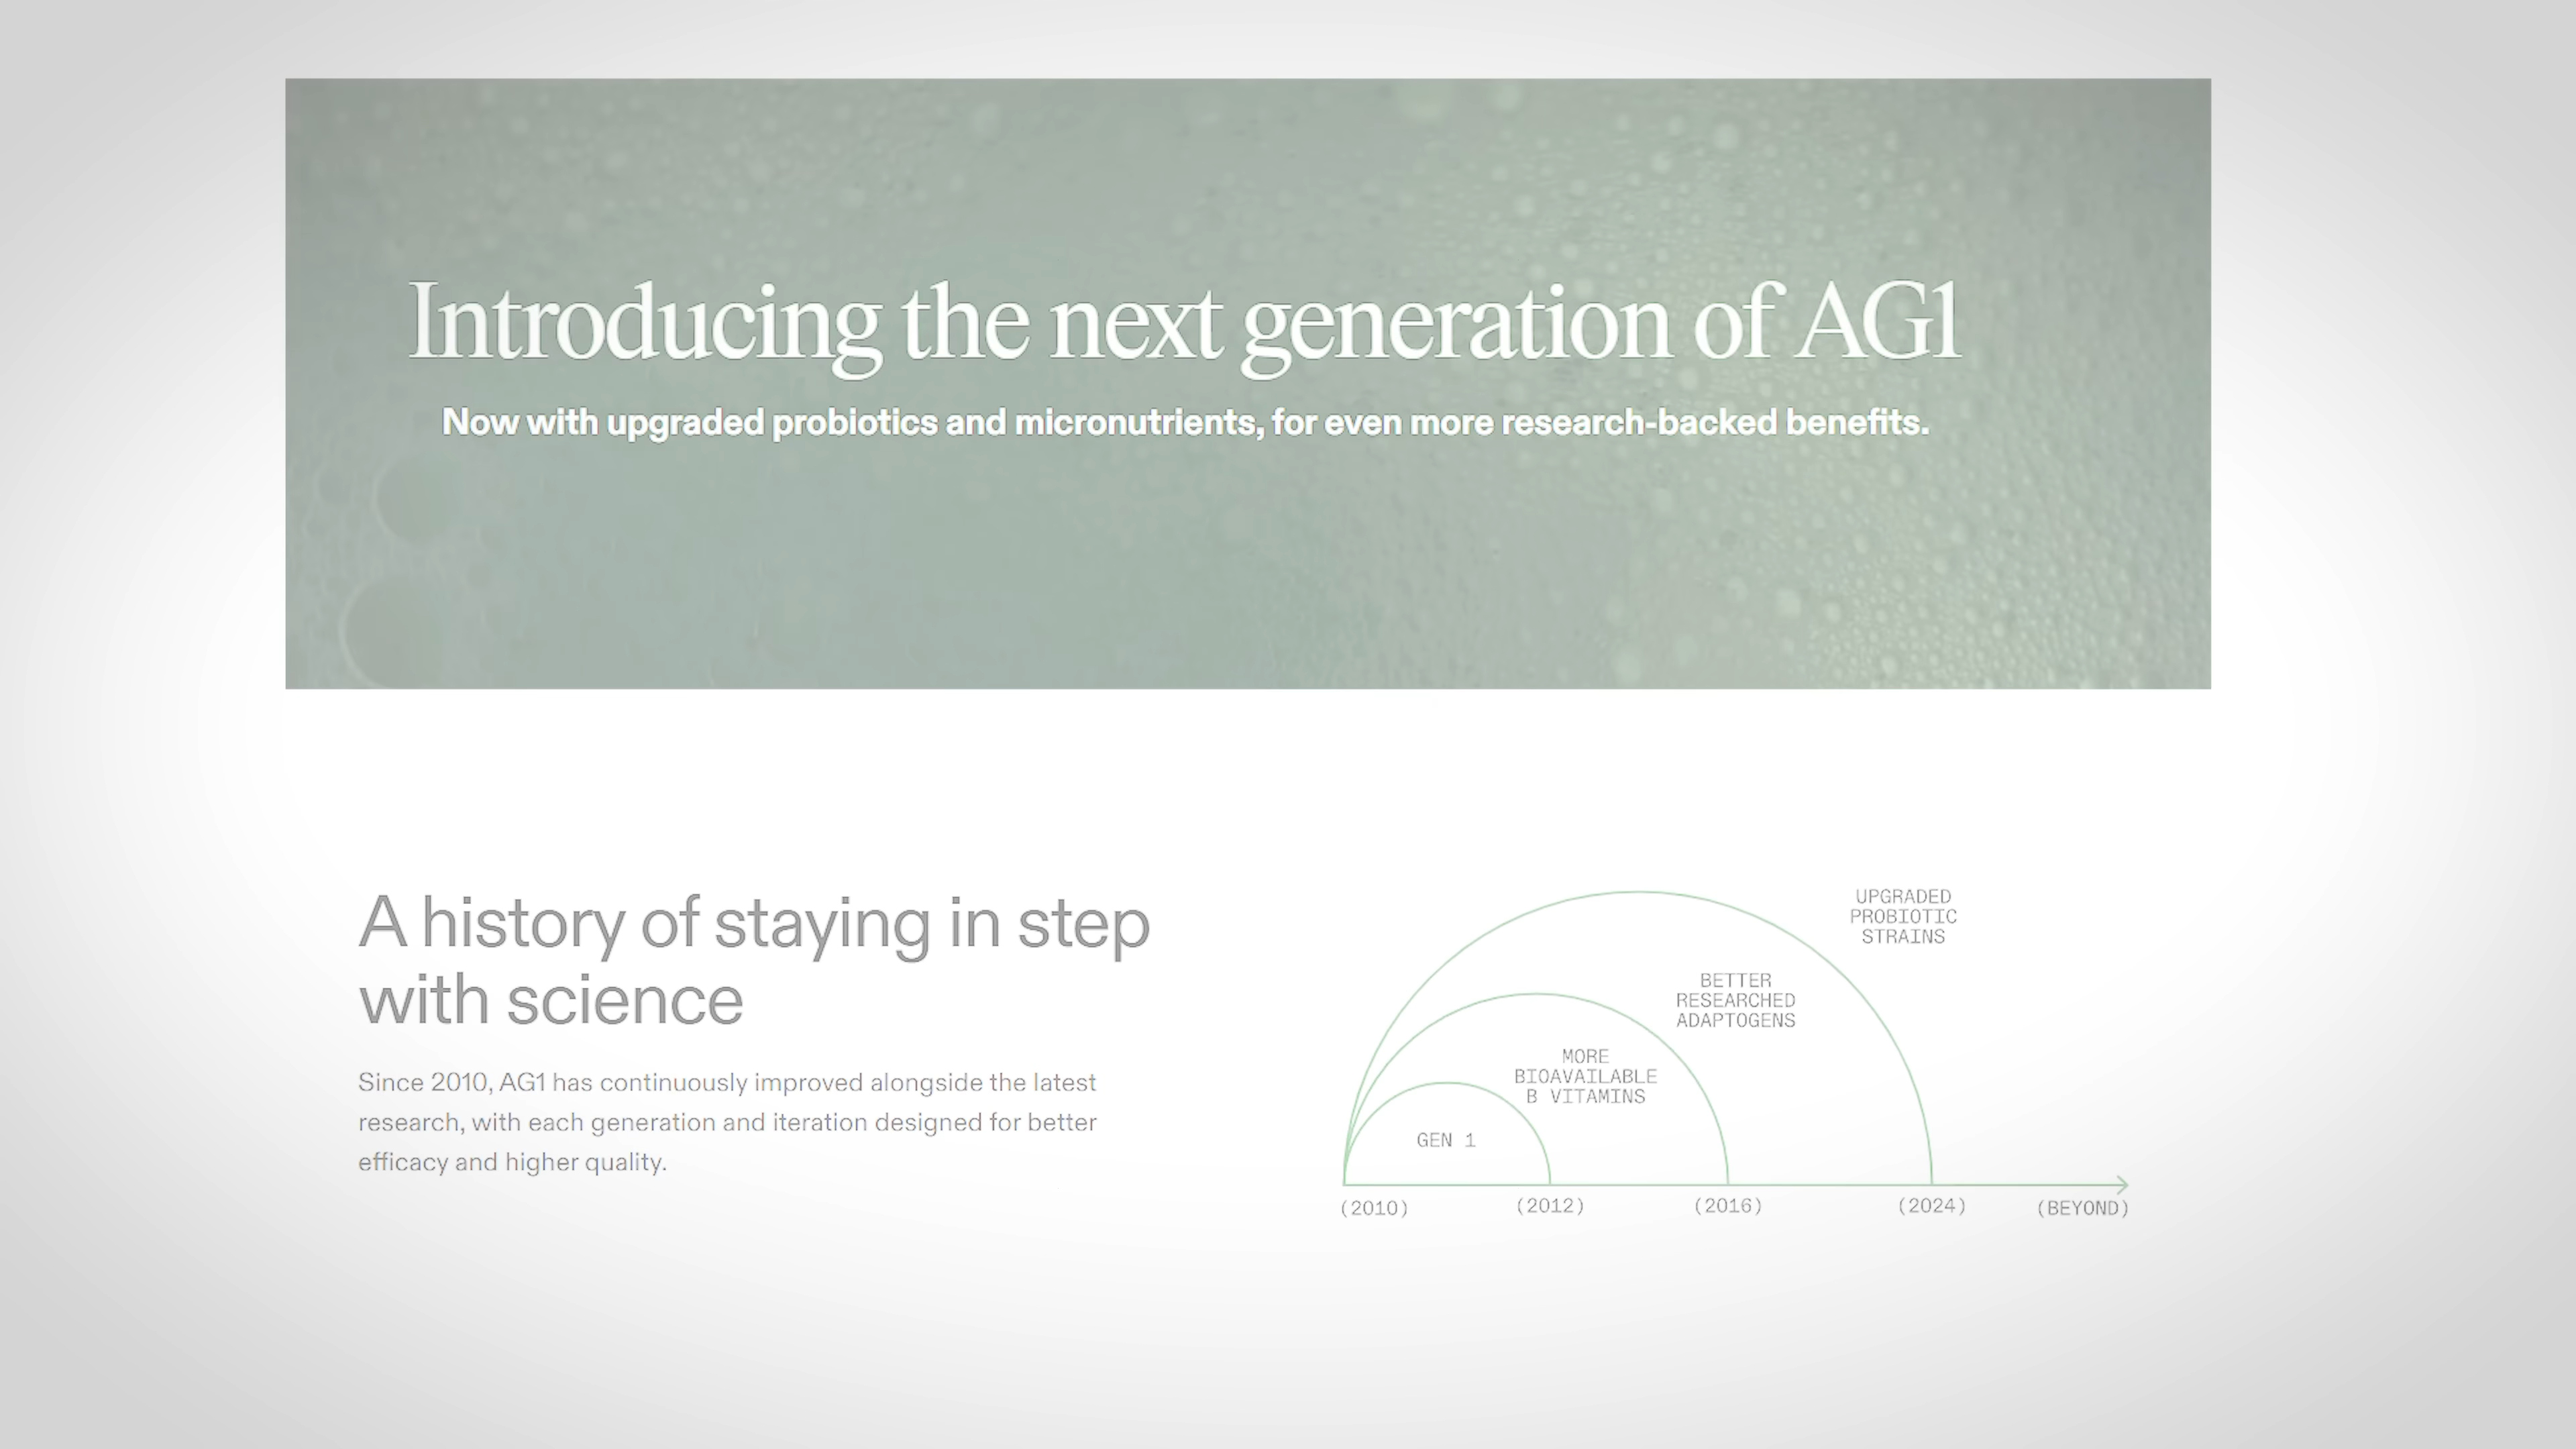 Introducing the next generation of AG1
Now with upgraded probiotics and micronutrients, for even more research-backed benefits.
A history of staying in step
with science
Since 2010, AG1 has continuously improved alongside the latest
research, with each generation and iteration designed for better
efficacy and higher quality.
UPGRADED
PROBIOTIC
STRAINS
BETTER
RESEARCHED
ADAPTOGENS
MORE
BIOAVAILABLE
B VITAMINS
GEN 1
(2010)
(2012)
(2016)
(2024)
(BEYOND)